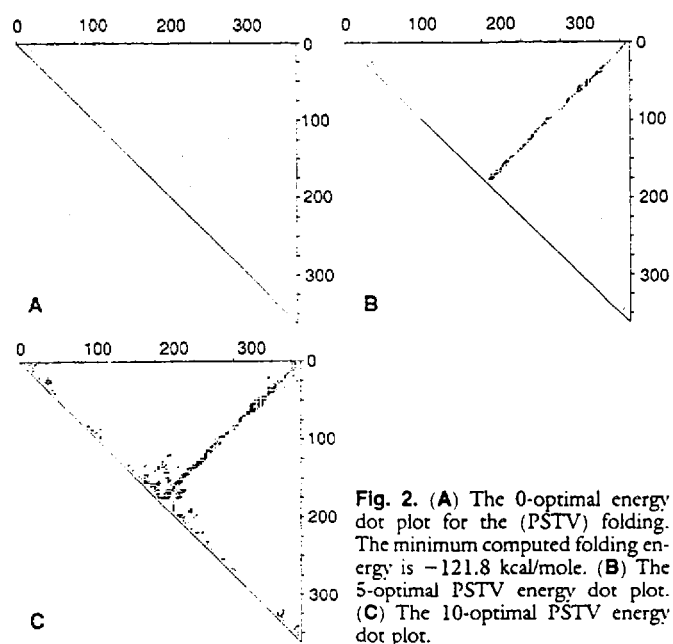 0 100 200 300
0
100
200
300
A
0 100 200 300
0
100
200
300
B
0 100 200 300
0
100
200
300
C
Fig. 2. (A) The 0-optimal energy
dot plot for the (PSTV) folding.
The minimum computed folding en-
ergy is −121.8 kcal/mole. (B) The
5-optimal PSTV energy dot plot.
(C) The 10-optimal PSTV energy
dot plot.